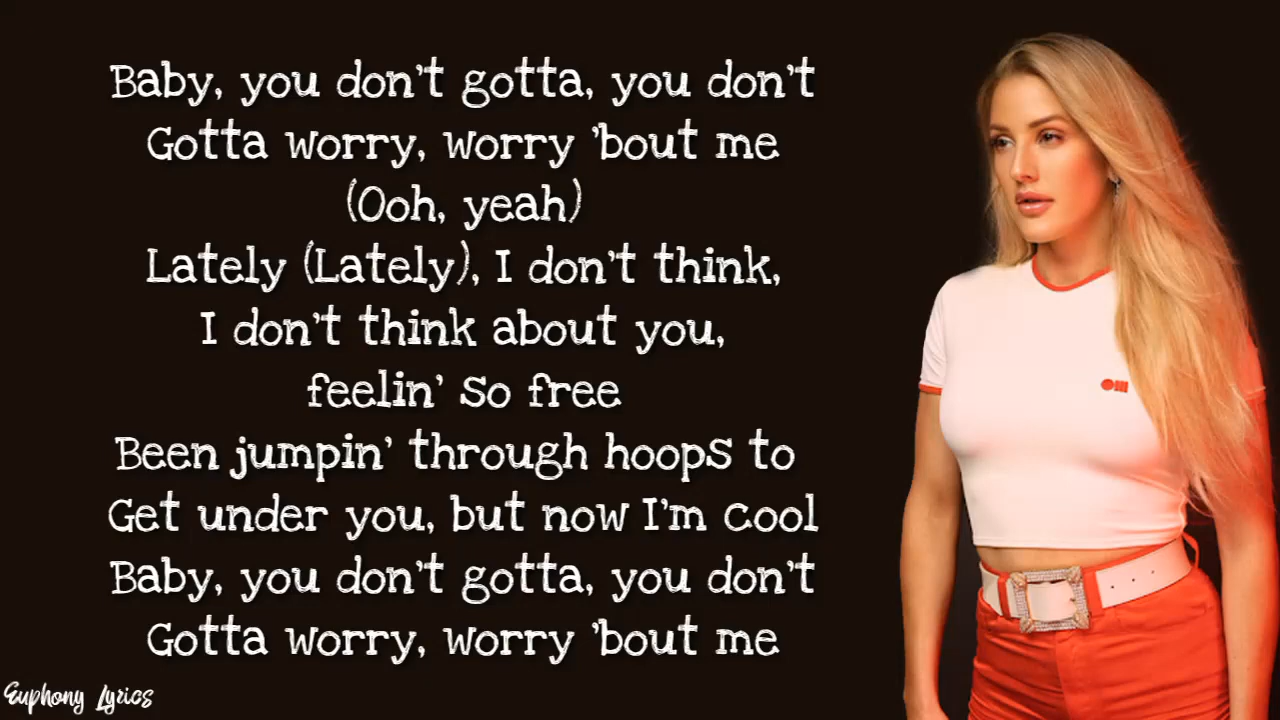 Baby, you don't gotta, you don't
Gotta worry, worry 'bout me
(Ooh, yeah)
Lately (Lately), I don't think,
I don't think about you,
feelin' so free
Been jumpin' through hoops to
Get under you, but now I'm cool
Baby, you don't gotta, you don't
Gotta worry, worry 'bout me
Euphony Lyrics